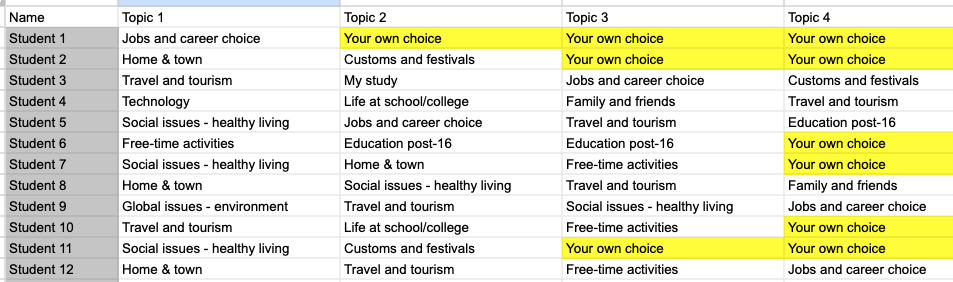 Name Topic 1 Topic 2 Topic 3 Topic 4
Student 1 Jobs and career choice Your own choice Your own choice Your own choice
Student 2 Home & town Customs and festivals Your own choice Your own choice
Student 3 Travel and tourism My study Jobs and career choice Customs and festivals
Student 4 Technology Life at school/college Family and friends Travel and tourism
Student 5 Social issues - healthy living Jobs and career choice Travel and tourism Education post-16
Student 6 Free-time activities Education post-16 Education post-16 Your own choice
Student 7 Social issues - healthy living Home & town Free-time activities Your own choice
Student 8 Home & town Social issues - healthy living Travel and tourism Family and friends
Student 9 Global issues - environment Travel and tourism Social issues - healthy living Jobs and career choice
Student 10 Travel and tourism Life at school/college Free-time activities Your own choice
Student 11 Social issues - healthy living Customs and festivals Your own choice Your own choice
Student 12 Home & town Travel and tourism Free-time activities Jobs and career choice